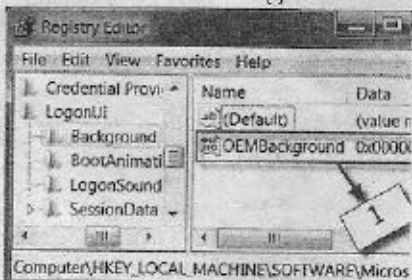 Registry Editor
File Edit View Favorites Help
Credential Provi
LogonUi
Background
BootAnimati
LogonSound
SessionData
Name Data
(Default) (value n
OEMBackground 0x00000
1
Computer\HKEY_LOCAL_MACHINE\SOFTWARE\Micros